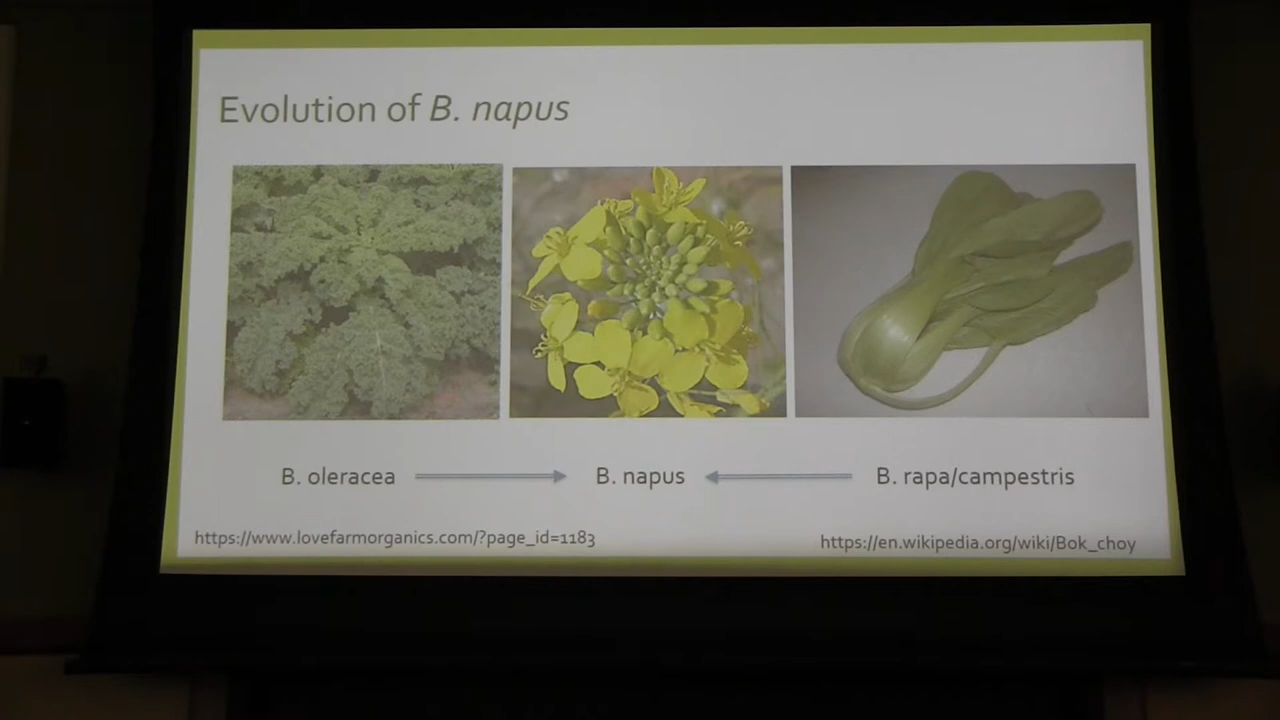 Evolution of B. napus
B. oleracea
B. napus
B. rapa/campestris
https://www.lovefarmorganics.com/?page_id=1183
https://en.wikipedia.org/wiki/Bok_choy